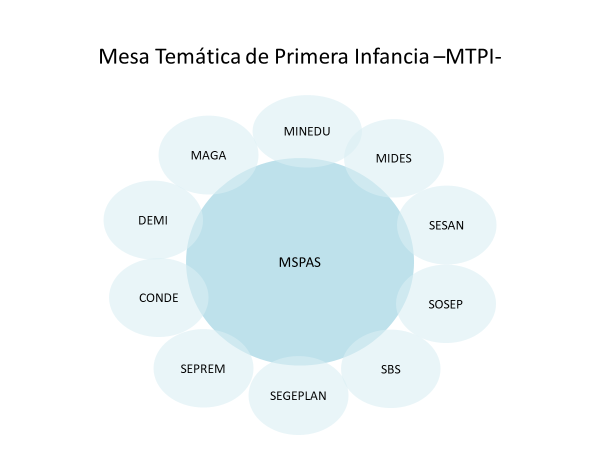 Mesa Temática de Primera Infancia –MTPI-
MINEDU
MAGA
MIDES
DEMI
SESAN
MSPAS
CONDE
SOSEP
SEPREM
SBS
SEGEPLAN